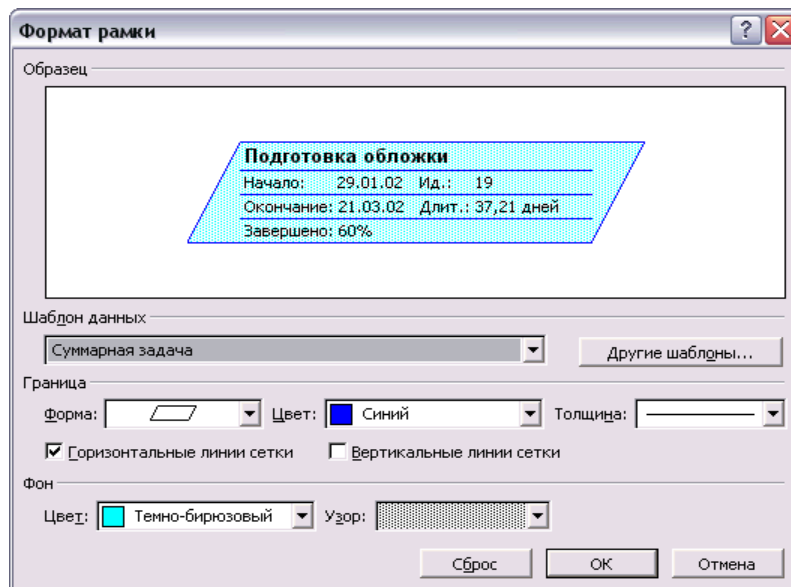 Формат рамки
Образец
Подготовка обложки
Начало: 29.01.02 Ид.: 19
Окончание: 21.03.02 Длит.: 37,21 дней
Завершено: 60%
Шаблон данных
Суммарная задача Другие шаблоны...
Граница
Форма: Цвет: Синий Толщина:
Горизонтальные линии сетки Вертикальные линии сетки
Фон
Цвет: Темно-бирюзовый Узор:
Сброс ОК Отмена